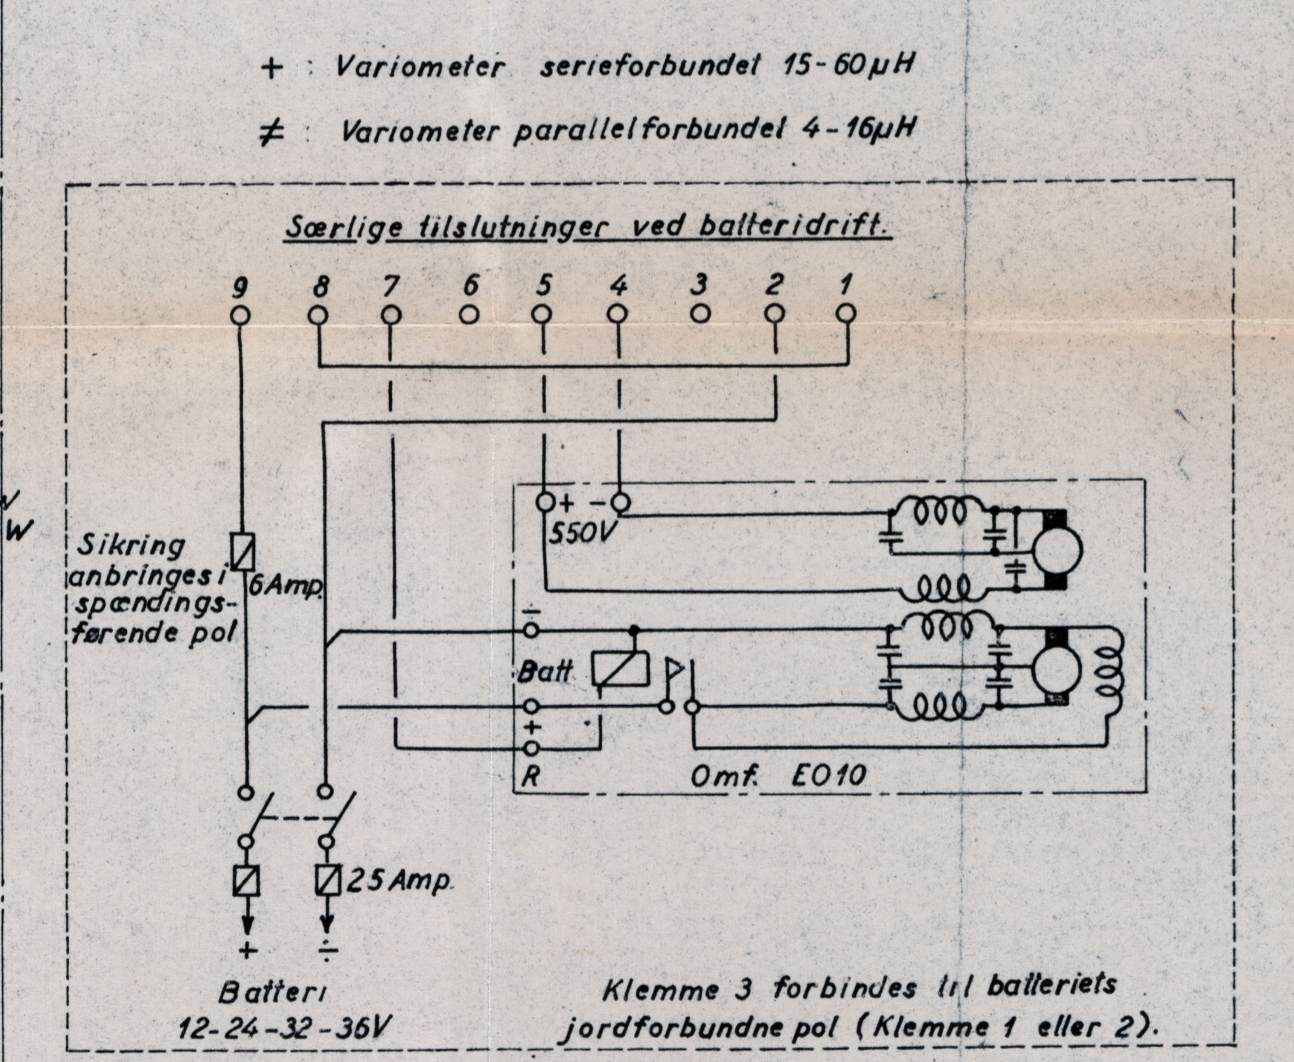 + : Variometer serieforbundet 15-60µH
≠ : Variometer parallelforbundet 4-16µH
Særlige tilslutninger ved batteridrift.
9 8 7 6 5 4 3 2 1
W
+ −
550V
Sikring
anbringes i
spændings-
førende pol
6 Amp.
÷
Batt
+
R
Omf. EO10
25 Amp.
+ ÷
Batteri
12-24-32-36V
Klemme 3 forbindes til batteriets
jordforbundne pol (Klemme 1 eller 2).